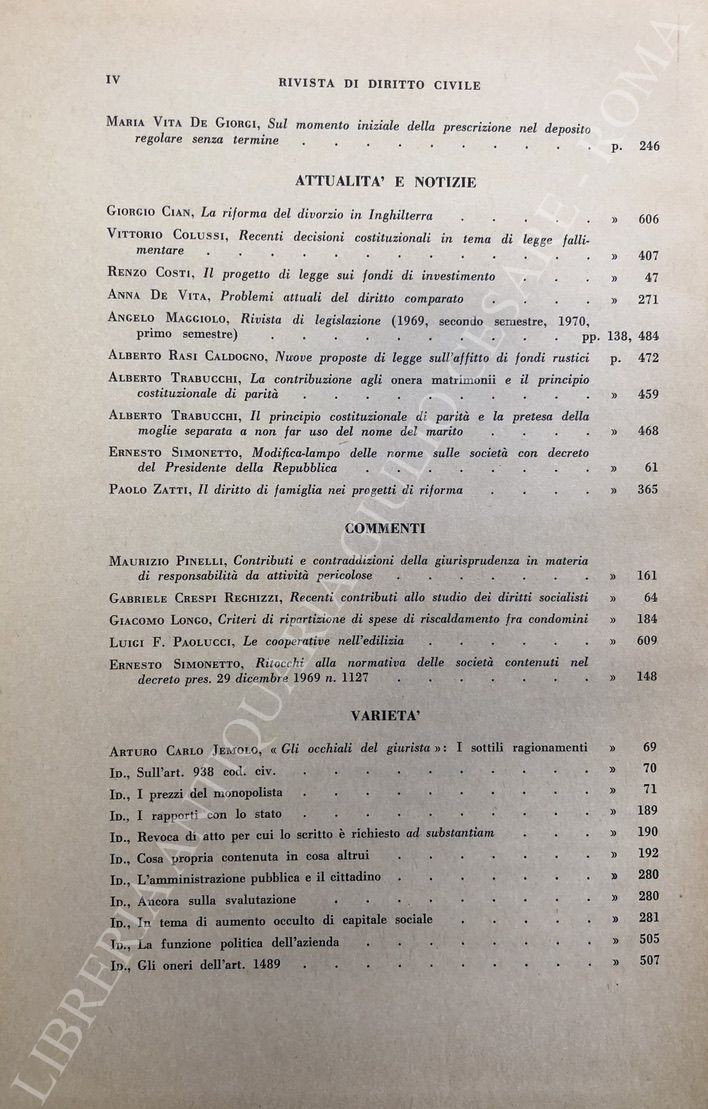 IV RIVISTA DI DIRITTO CIVILE
MARIA VITA DE GIORGI, Sul momento iniziale della prescrizione nel deposito
regolare senza termine . . . . . . . . . p. 246
ATTUALITA' E NOTIZIE
GIORGIO CIAN, La riforma del divorzio in Inghilterra . . . . . » 606
VITTORIO COLUSSI, Recenti decisioni costituzionali in tema di legge falli-
mentare . . . . . . . . . . . . . » 407
RENZO COSTI, Il progetto di legge sui fondi di investimento . . . » 47
ANNA DE VITA, Problemi attuali del diritto comparato . . . . » 271
ANGELO MAGGIOLO, Rivista di legislazione (1969, secondo semestre, 1970,
primo semestre) . . . . . . . . . . pp. 138, 484
ALBERTO RASI CALDOGNO, Nuove proposte di legge sull'affitto di fondi rustici p. 472
ALBERTO TRABUCCHI, La contribuzione agli onera matrimonii e il principio
costituzionale di parità . . . . . . . . . » 459
ALBERTO TRABUCCHI, Il principio costituzionale di parità e la pretesa della
moglie separata a non far uso del nome del marito . . . . » 468
ERNESTO SIMONETTO, Modifica-lampo delle norme sulle società con decreto
del Presidente della Repubblica . . . . . . . » 61
PAOLO ZATTI, Il diritto di famiglia nei progetti di riforma . . . . » 365
COMMENTI
MAURIZIO PINELLI, Contributi e contraddizioni della giurisprudenza in materia
di responsabilità da attività pericolose . . . . . . » 161
GABRIELE CRESPI REGHIZZI, Recenti contributi allo studio dei diritti socialisti » 64
GIACOMO LONGO, Criteri di ripartizione di spese di riscaldamento fra condomini » 184
LUIGI F. PAOLUCCI, Le cooperative nell'edilizia . . . . . . » 609
ERNESTO SIMONETTO, Ritocchi alla normativa delle società contenuti nel
decreto pres. 29 dicembre 1969 n. 1127 . . . . . . » 148
VARIETA'
ARTURO CARLO JEMOLO, « Gli occhiali del giurista »: I sottili ragionamenti » 69
ID., Sull'art. 938 cod. civ. . . . . . . . . . . » 70
ID., I prezzi del monopolista . . . . . . . . . » 71
ID., I rapporti con lo stato . . . . . . . . . » 189
ID., Revoca di atto per cui lo scritto è richiesto ad substantiam . . . » 190
ID., Cosa propria contenuta in cosa altrui . . . . . . . » 192
ID., L'amministrazione pubblica e il cittadino . . . . . . . » 280
ID., Ancora sulla svalutazione . . . . . . . . » 280
ID., In tema di aumento occulto di capitale sociale . . . . . » 281
ID., La funzione politica dell'azienda . . . . . . . » 505
ID., Gli oneri dell'art. 1489 . . . . . . . . . » 507
LIBRERIA ANTIQUARIA GIULIO CESARE - ROMA